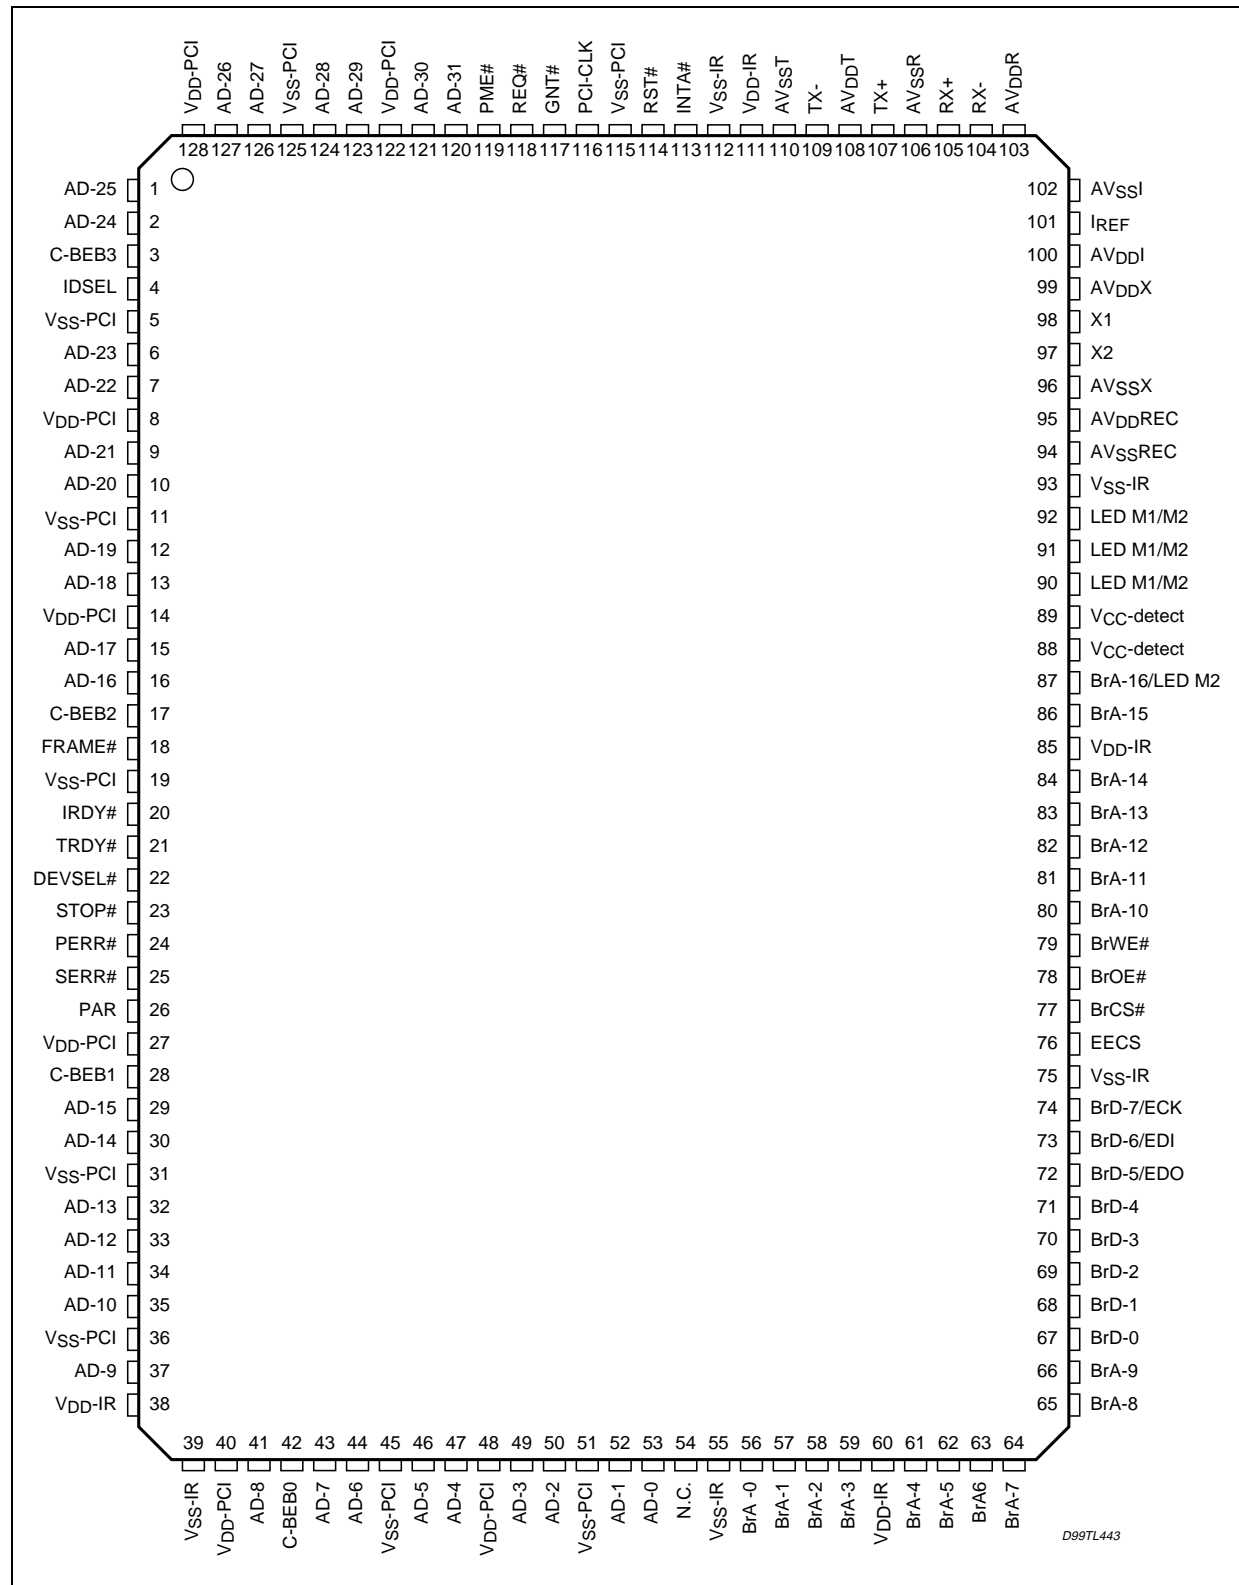 VDD-PCI AD-26 AD-27 VSS-PCI AD-28 AD-29 VDD-PCI AD-30 AD-31 PME# REQ# GNT# PCI-CLK VSS-PCI RST# INTA# VSS-IR VDD-IR AVSST TX- AVDDT TX+ AVSSR RX+ RX- AVDDR
128 127 126 125 124 123 122 121 120 119 118 117 116 115 114 113 112 111 110 109 108 107 106 105 104 103
AD-25 1 102 AVSSI
AD-24 2 101 IREF
C-BEB3 3 100 AVDDI
IDSEL 4 99 AVDDX
VSS-PCI 5 98 X1
AD-23 6 97 X2
AD-22 7 96 AVSSX
VDD-PCI 8 95 AVDDREC
AD-21 9 94 AVSSREC
AD-20 10 93 VSS-IR
VSS-PCI 11 92 LED M1/M2
AD-19 12 91 LED M1/M2
AD-18 13 90 LED M1/M2
VDD-PCI 14 89 VCC-detect
AD-17 15 88 VCC-detect
AD-16 16 87 BrA-16/LED M2
C-BEB2 17 86 BrA-15
FRAME# 18 85 VDD-IR
VSS-PCI 19 84 BrA-14
IRDY# 20 83 BrA-13
TRDY# 21 82 BrA-12
DEVSEL# 22 81 BrA-11
STOP# 23 80 BrA-10
PERR# 24 79 BrWE#
SERR# 25 78 BrOE#
PAR 26 77 BrCS#
VDD-PCI 27 76 EECS
C-BEB1 28 75 VSS-IR
AD-15 29 74 BrD-7/ECK
AD-14 30 73 BrD-6/EDI
VSS-PCI 31 72 BrD-5/EDO
AD-13 32 71 BrD-4
AD-12 33 70 BrD-3
AD-11 34 69 BrD-2
AD-10 35 68 BrD-1
VSS-PCI 36 67 BrD-0
AD-9 37 66 BrA-9
VDD-IR 38 65 BrA-8
39 40 41 42 43 44 45 46 47 48 49 50 51 52 53 54 55 56 57 58 59 60 61 62 63 64
VSS-IR VDD-PCI AD-8 C-BEB0 AD-7 AD-6 VSS-PCI AD-5 AD-4 VDD-PCI AD-3 AD-2 VSS-PCI AD-1 AD-0 N.C. VSS-IR BrA -0 BrA-1 BrA-2 BrA-3 VDD-IR BrA-4 BrA-5 BrA6 BrA-7
D99TL443